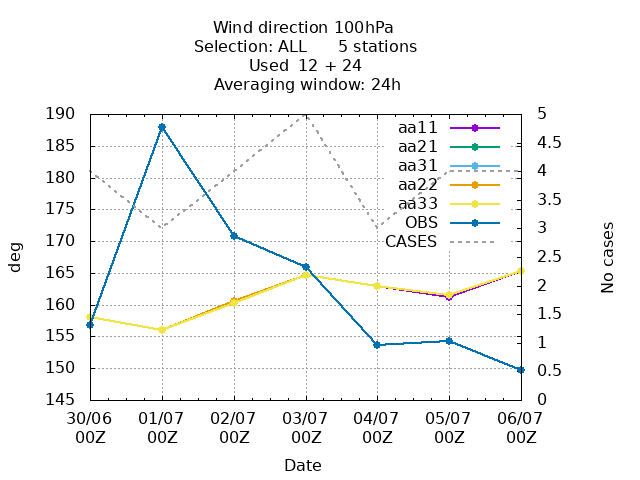 Wind direction 100hPa
Selection: ALL 5 stations
Used 12 + 24
Averaging window: 24h
190
185
180
175
170
165
160
155
150
145
deg
5
4.5
4
3.5
3
2.5
2
1.5
1
0.5
0
No cases
aa11
aa21
aa31
aa22
aa33
OBS
CASES
30/06 01/07 02/07 03/07 04/07 05/07 06/07
00Z 00Z 00Z 00Z 00Z 00Z 00Z
Date